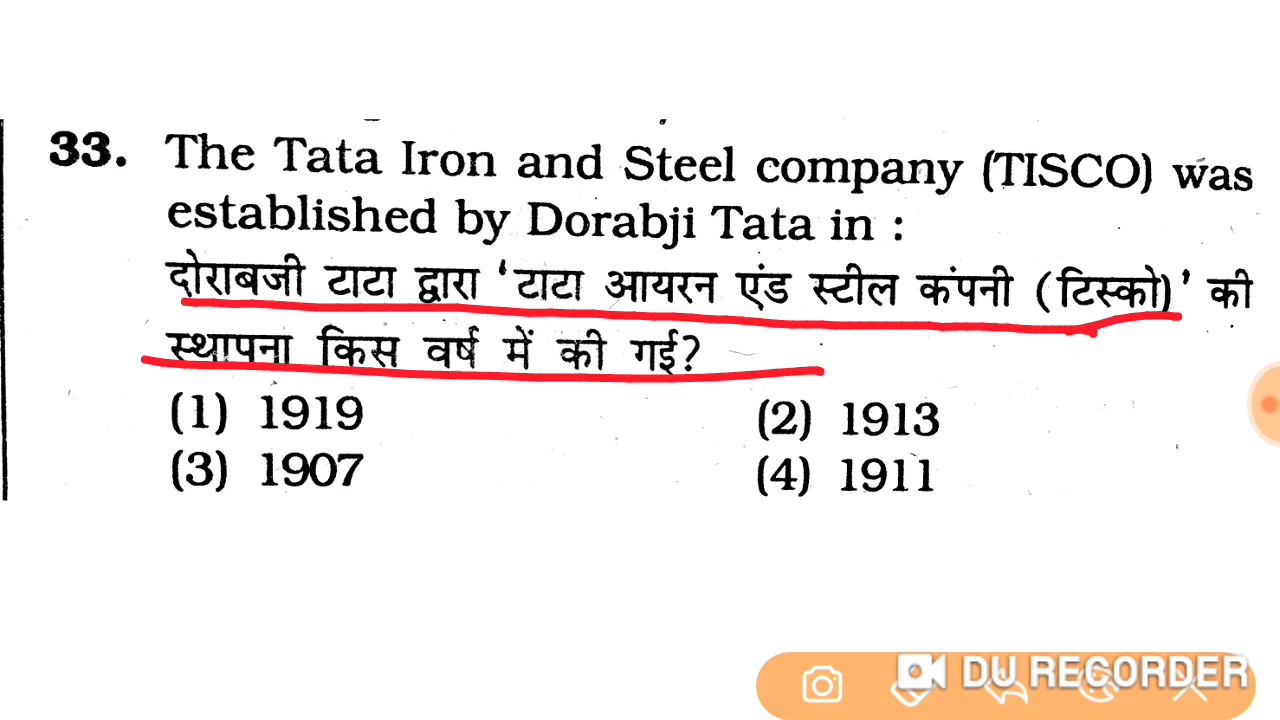 33. The Tata Iron and Steel company (TISCO) was
established by Dorabji Tata in :
दोराबजी टाटा द्वारा ‘टाटा आयरन एंड स्टील कंपनी (टिस्को)’ की
स्थापना किस वर्ष में की गई?
(1) 1919 (2) 1913
(3) 1907 (4) 1911
DU RECORDER